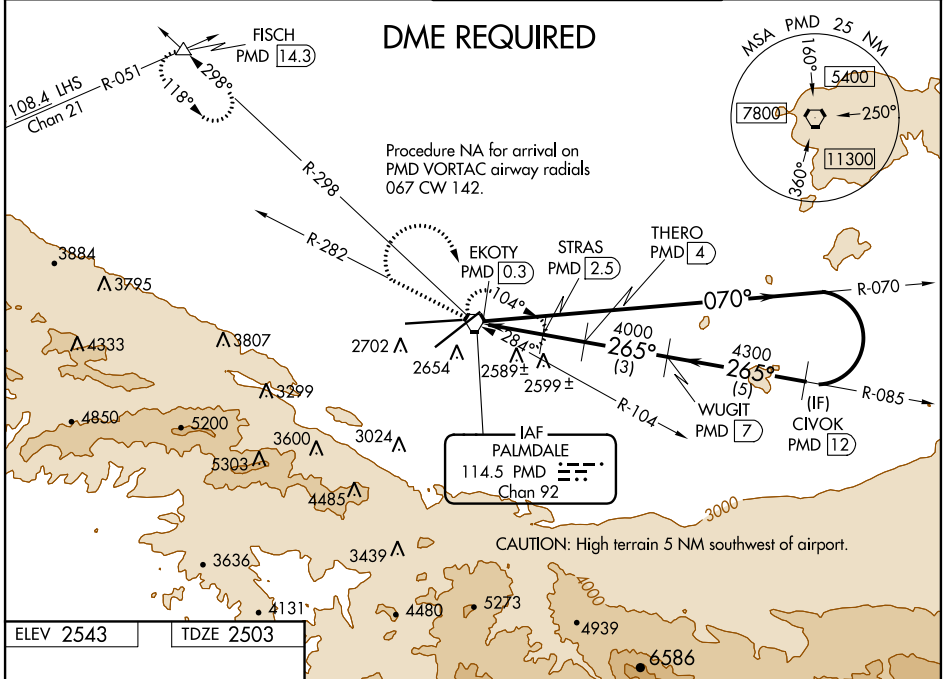 DME REQUIRED
FISCH
PMD 14.3
108.4 LHS
Chan 21
R-051
298°
118°
MSA PMD 25 NM
160°
5400
7800
250°
11300
360°
Procedure NA for arrival on
PMD VORTAC airway radials
067 CW 142.
R-298
R-282
EKOTY
PMD 0.3
STRAS
PMD 2.5
THERO
PMD 4
070°
R-070
104°
284°
4000
265°
(3)
4300
265°
(5)
R-085
WUGIT
PMD 7
(IF)
CIVOK
PMD 12
R-104
3884
3795
4333
3807
2702
2654
2589±
2599±
3299
4850
5200
3600
3024
5303
4485
IAF
PALMDALE
114.5 PMD
Chan 92
3000
3439
CAUTION: High terrain 5 NM southwest of airport.
3636
4000
4131
4480
5273
4939
6586
ELEV 2543
TDZE 2503